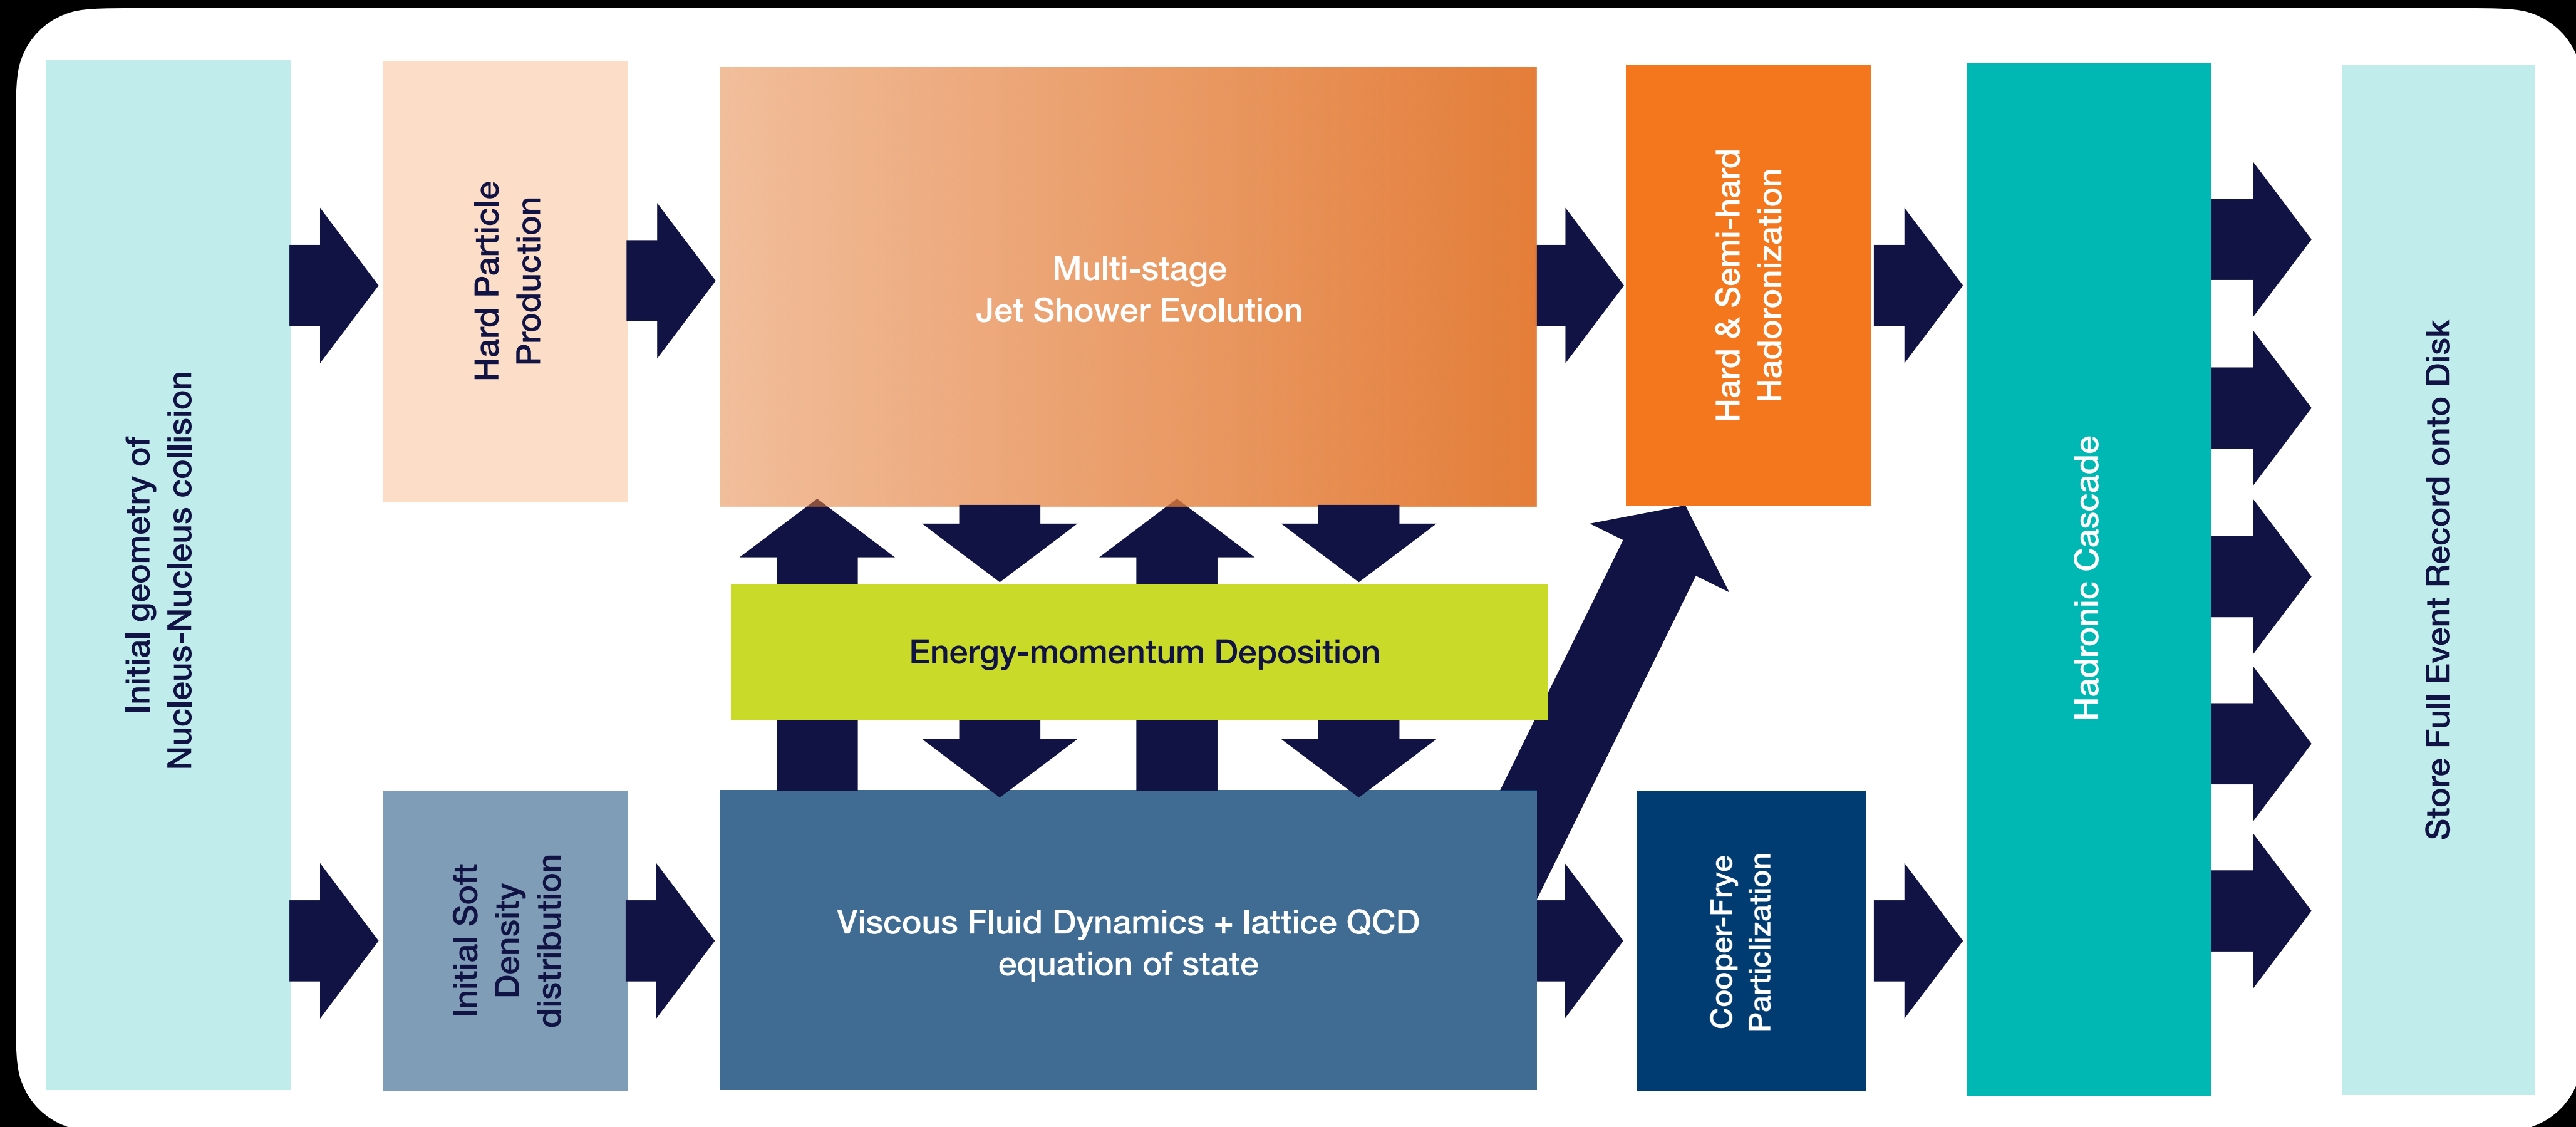 Initial geometry of
Nucleus-Nucleus collision
Hard Particle
Production
Initial Soft
Density
distribution
Multi-stage
Jet Shower Evolution
Energy-momentum Deposition
Viscous Fluid Dynamics + lattice QCD
equation of state
Hard & Semi-hard
Hadoronization
Cooper-Frye
Particlization
Hadronic Cascade
Store Full Event Record onto Disk